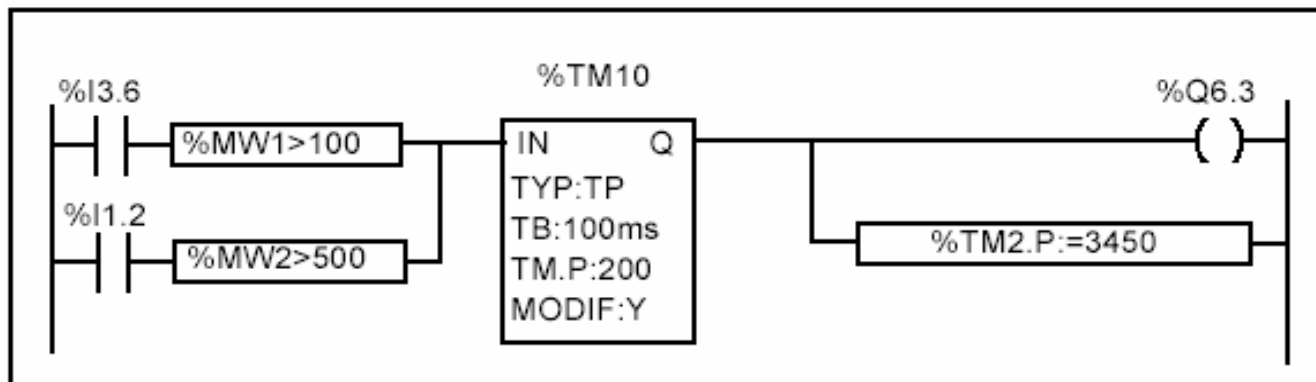 %TM10
%I3.6
%Q6.3
%MW1>100
IN Q
TYP:TP
TB:100ms
TM.P:200
MODIF:Y
%I1.2
%MW2>500
%TM2.P:=3450